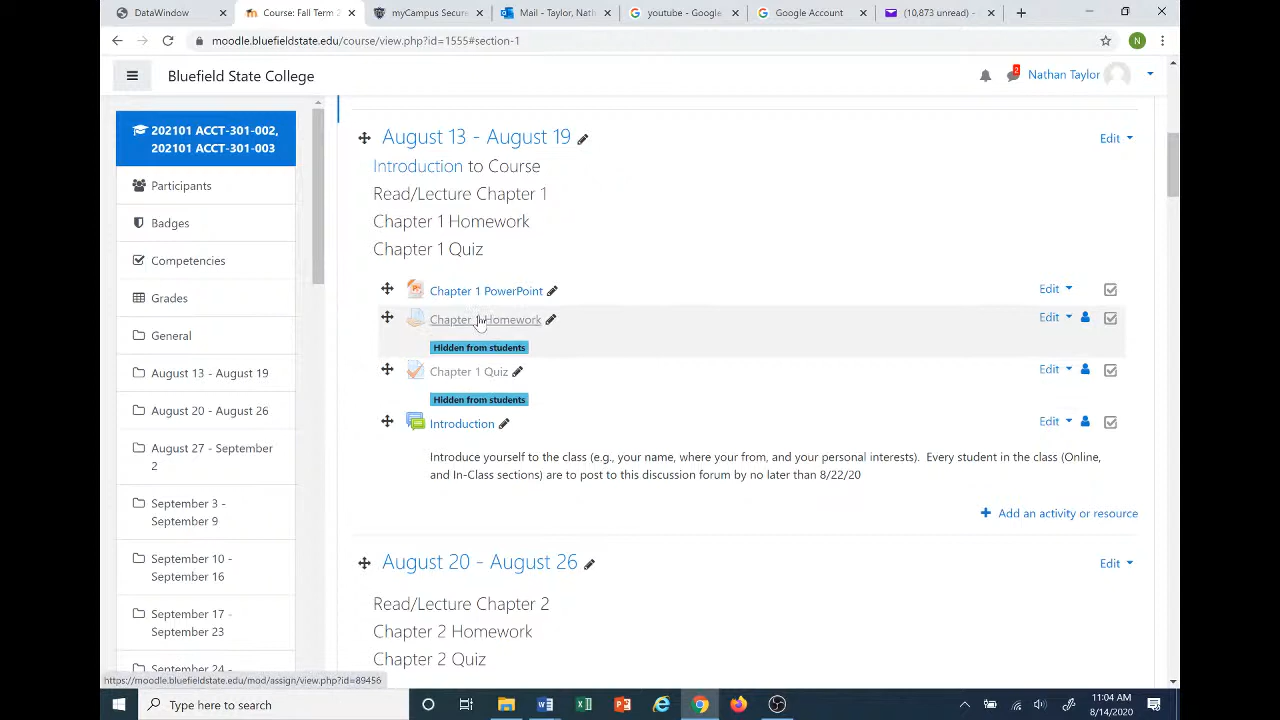 DataWindow
Course: Fall Term 2
myCampus Secure
Mail - Taylor, Nath
youtube - Google
Google Account
(10,873 unread) -
moodle.bluefieldstate.edu/course/view.php?id=1555#section-1
N
Bluefield State College
2
Nathan Taylor
202101 ACCT-301-002,
202101 ACCT-301-003
Participants
Badges
Competencies
Grades
General
August 13 - August 19
August 20 - August 26
August 27 - September
2
September 3 -
September 9
September 10 -
September 16
September 17 -
September 23
September 24 -
August 13 - August 19
Edit
Introduction to Course
Read/Lecture Chapter 1
Chapter 1 Homework
Chapter 1 Quiz
Chapter 1 PowerPoint
Edit
Chapter 1 Homework
Edit
Hidden from students
Chapter 1 Quiz
Edit
Hidden from students
Introduction
Edit
Introduce yourself to the class (e.g., your name, where your from, and your personal interests). Every student in the class (Online,
and In-Class sections) are to post to this discussion forum by no later than 8/22/20
Add an activity or resource
August 20 - August 26
Edit
Read/Lecture Chapter 2
Chapter 2 Homework
Chapter 2 Quiz
https://moodle.bluefieldstate.edu/mod/assign/view.php?id=89456
Type here to search
11:04 AM
8/14/2020